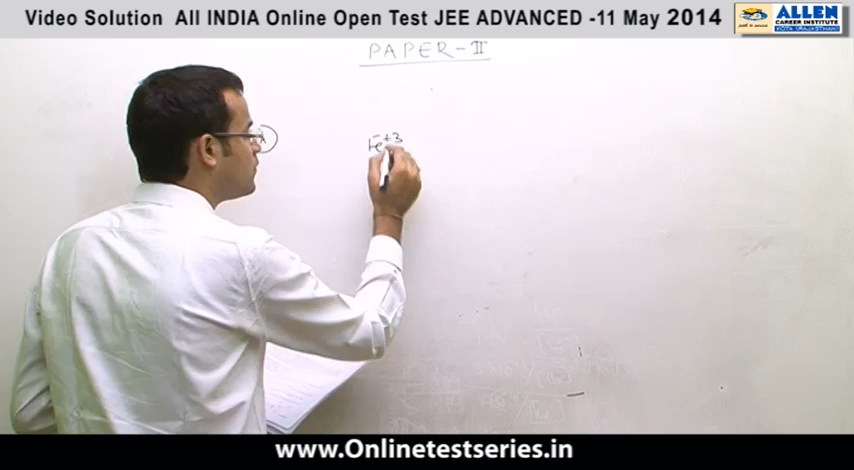 Video Solution All INDIA Online Open Test JEE ADVANCED -11 May 2014
ALLEN
CAREER INSTITUTE
KOTA (RAJASTHAN)
PAPER-II
Fe+3
www.Onlinetestseries.in